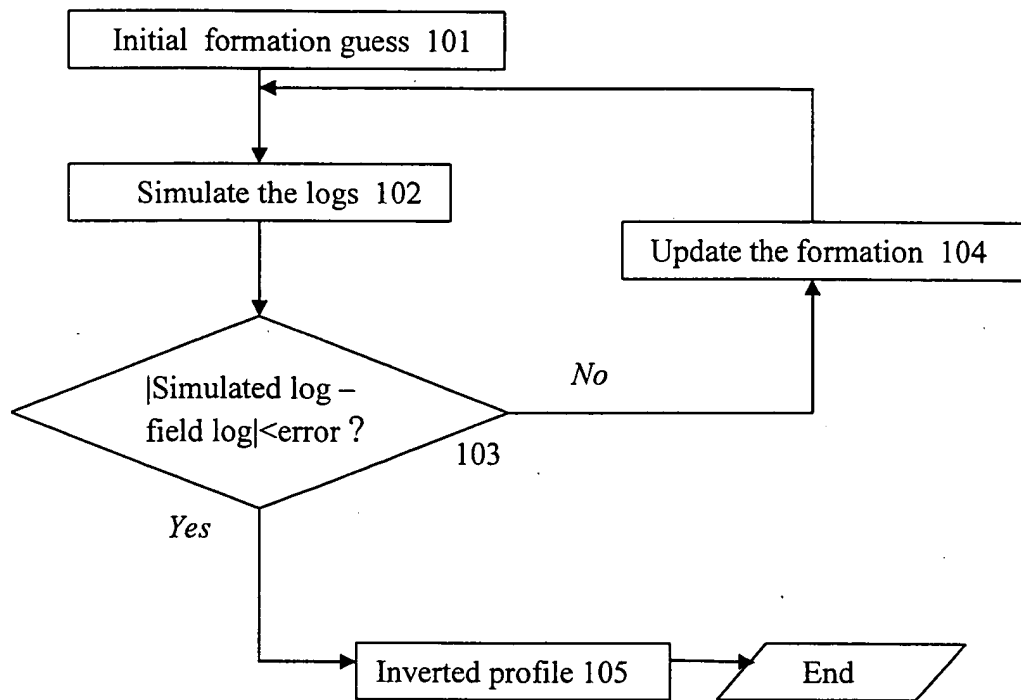 Initial formation guess 101
Simulate the logs 102
Update the formation 104
|Simulated log –
field log|<error ?
103
No
Yes
Inverted profile 105
End